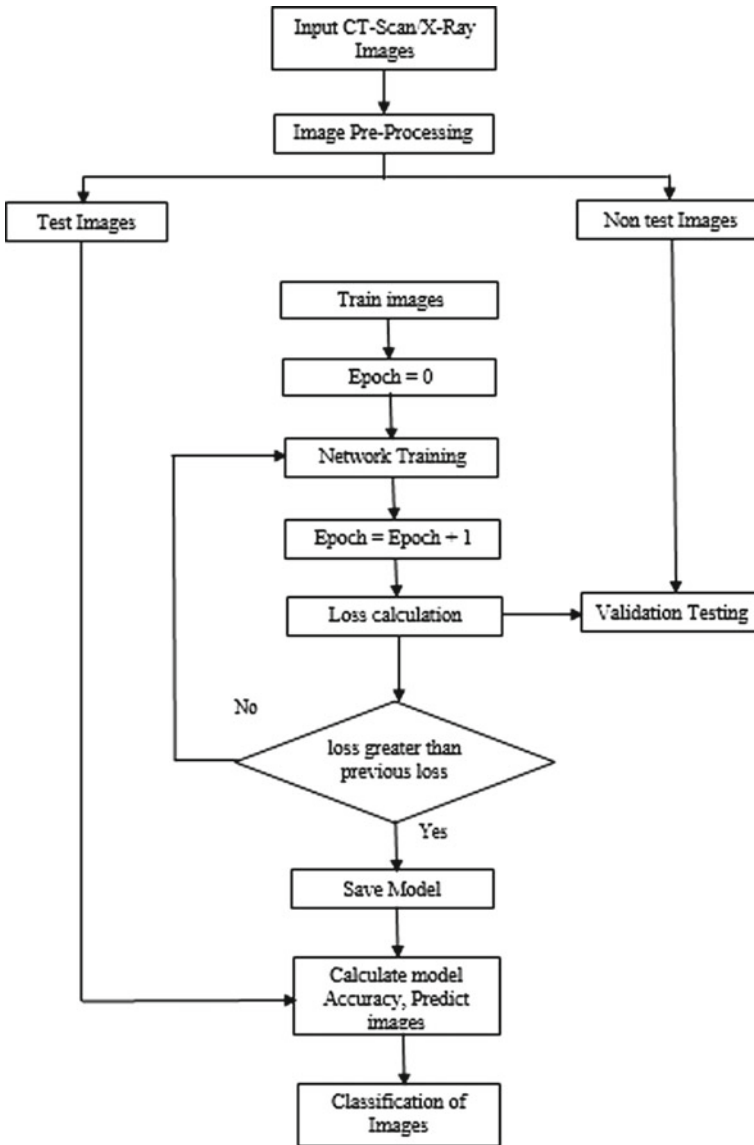 Input CT-Scan/X-Ray
Images
Image Pre-Processing
Test Images
Non test Images
Train images
Epoch = 0
Network Training
Epoch = Epoch + 1
Loss calculation
Validation Testing
No
loss greater than
previous loss
Yes
Save Model
Calculate model
Accuracy, Predict
images
Classification of
Images